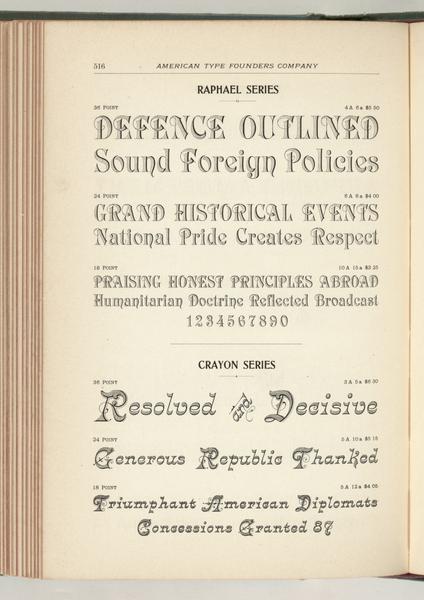 516
AMERICAN TYPE FOUNDERS COMPANY
RAPHAEL SERIES
36 POINT 4 A 6 a $5 50
DEFENCE OUTLINED
Sound Foreign Policies
24 POINT 6 A 8 a $4 00
GRAND HISTORICAL EVENTS
National Pride Creates Respect
18 POINT 10 A 15 a $3 25
PRAISING HONEST PRINCIPLES ABROAD
Humanitarian Doctrine Reflected Broadcast
1234567890
CRAYON SERIES
36 POINT 3 A 5 a $6 30
Resolved and Decisive
24 POINT 5 A 10 a $5 15
Generous Republic Thanked
18 POINT 5 A 12 a $4 05
Triumphant American Diplomats
Concessions Granted 87